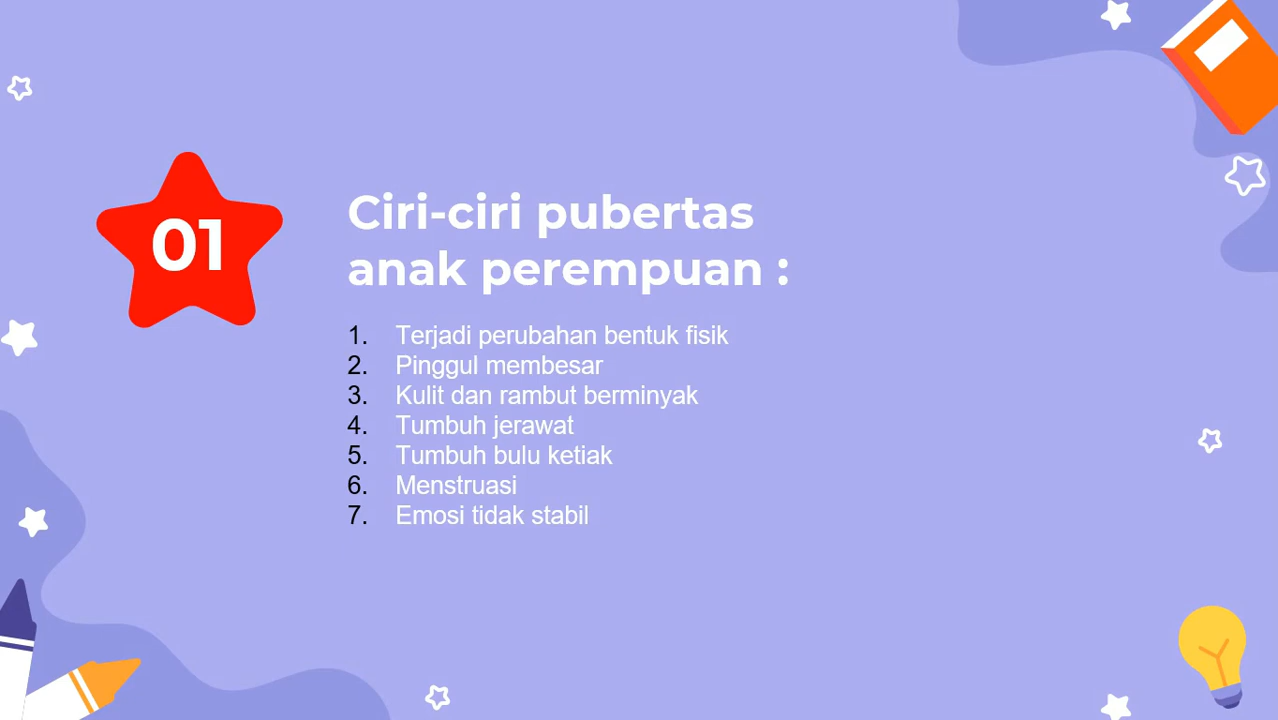 01
Ciri-ciri pubertas
anak perempuan :
1. Terjadi perubahan bentuk fisik
2. Pinggul membesar
3. Kulit dan rambut berminyak
4. Tumbuh jerawat
5. Tumbuh bulu ketiak
6. Menstruasi
7. Emosi tidak stabil